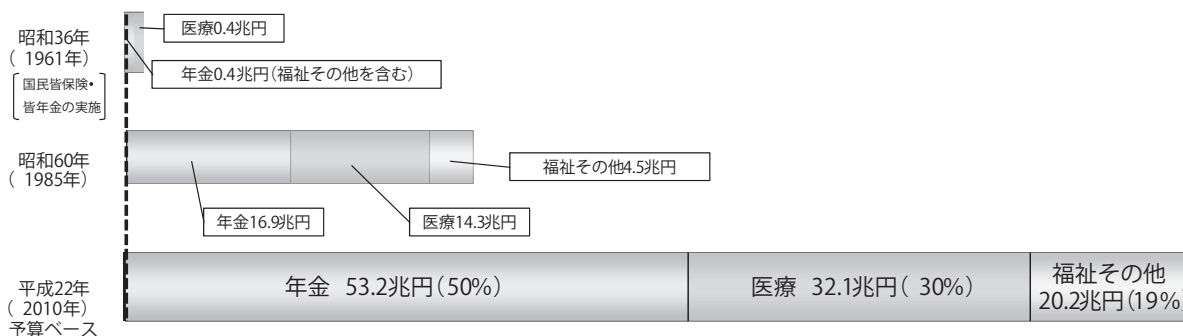 昭和36年
( 1961年)
国民皆保険・
皆年金の実施
医療0.4兆円
年金0.4兆円(福祉その他を含む)
昭和60年
( 1985年)
福祉その他4.5兆円
年金16.9兆円
医療14.3兆円
平成22年
( 2010年)
予算ベース
年金 53.2兆円(50%)
医療 32.1兆円( 30%)
福祉その他
20.2兆円(19%)